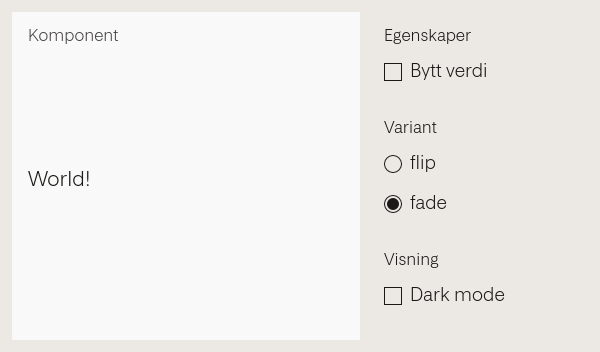 Komponent
World!
Egenskaper
Bytt verdi
Variant
flip
fade
Visning
Dark mode